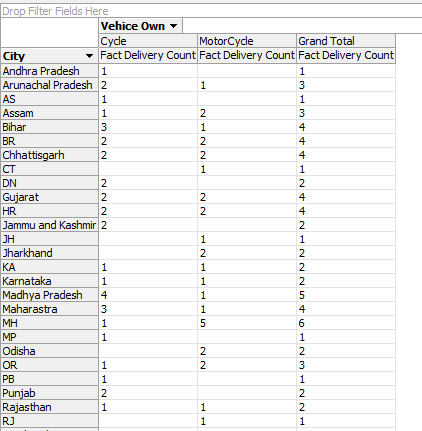 Drop Filter Fields Here
Vehice Own
Cycle MotorCycle Grand Total
City Fact Delivery Count Fact Delivery Count Fact Delivery Count
Andhra Pradesh 1 1
Arunachal Pradesh 2 1 3
AS 1 1
Assam 1 2 3
Bihar 3 1 4
BR 2 2 4
Chhattisgarh 2 2 4
CT 1 1
DN 2 2
Gujarat 2 2 4
HR 2 2 4
Jammu and Kashmir 2 2
JH 1 1
Jharkhand 2 2
KA 1 1 2
Karnataka 1 1 2
Madhya Pradesh 4 1 5
Maharastra 3 1 4
MH 1 5 6
MP 1 1
Odisha 2 2
OR 1 2 3
PB 1 1
Punjab 2 2
Rajasthan 1 1 2
RJ 1 1